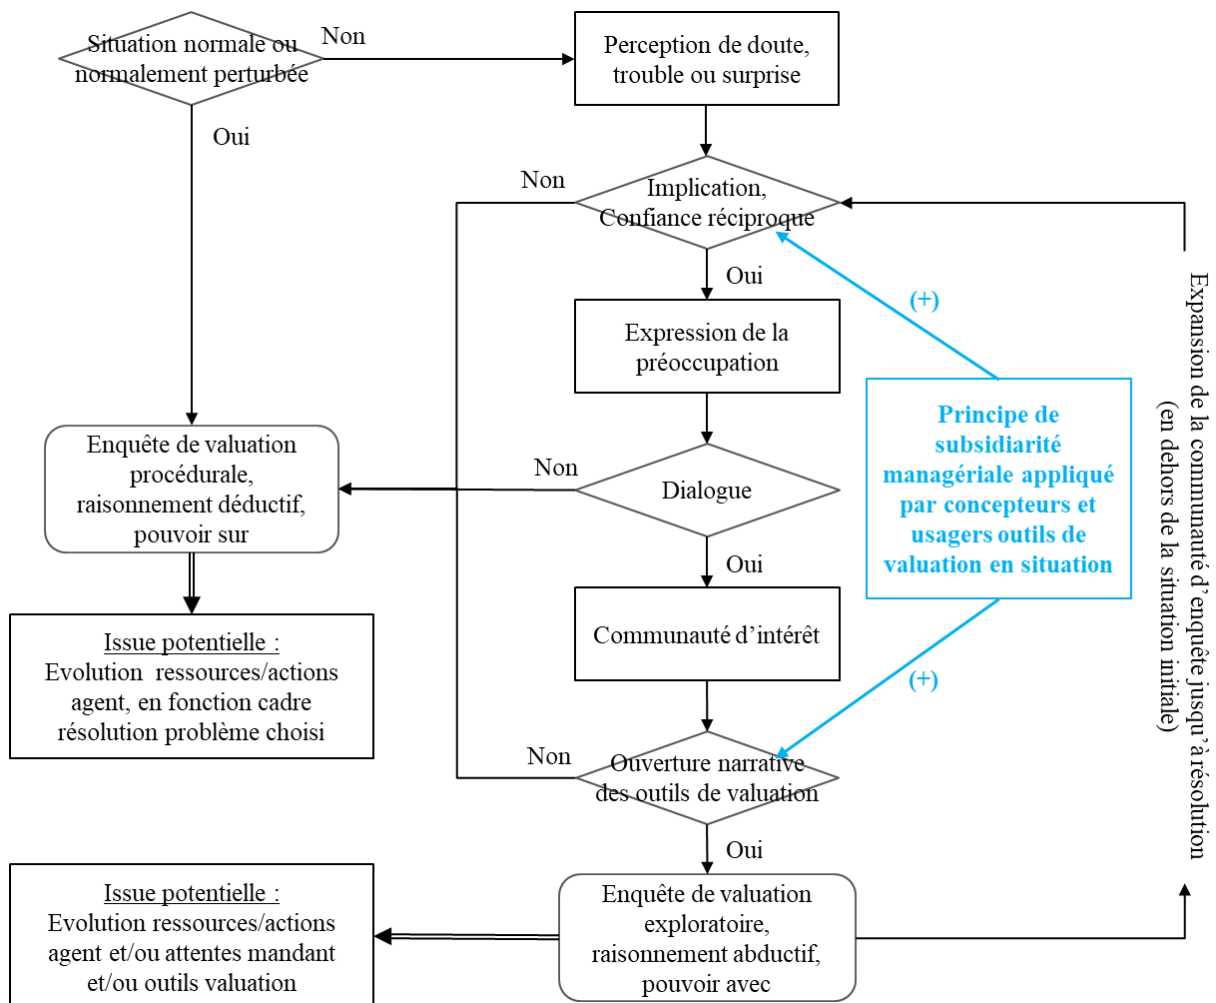 Situation normale ou
normalement perturbée
Non
Oui
Perception de doute,
trouble ou surprise
Non
Implication,
Confiance réciproque
Oui
(+)
Expression de la
préoccupation
Enquête de valuation
procédurale,
raisonnement déductif,
pouvoir sur
Non
Dialogue
Oui
Principe de
subsidiarité
managériale appliqué
par concepteurs et
usagers outils de
valuation en situation
Expansion de la communauté d'enquête jusqu'à résolution
(en dehors de la situation initiale)
Issue potentielle :
Evolution ressources/actions
agent, en fonction cadre
résolution problème choisi
Communauté d'intérêt
(+)
Non
Ouverture narrative
des outils de valuation
Oui
Issue potentielle :
Evolution ressources/actions
agent et/ou attentes mandant
et/ou outils valuation
Enquête de valuation
exploratoire,
raisonnement abductif,
pouvoir avec